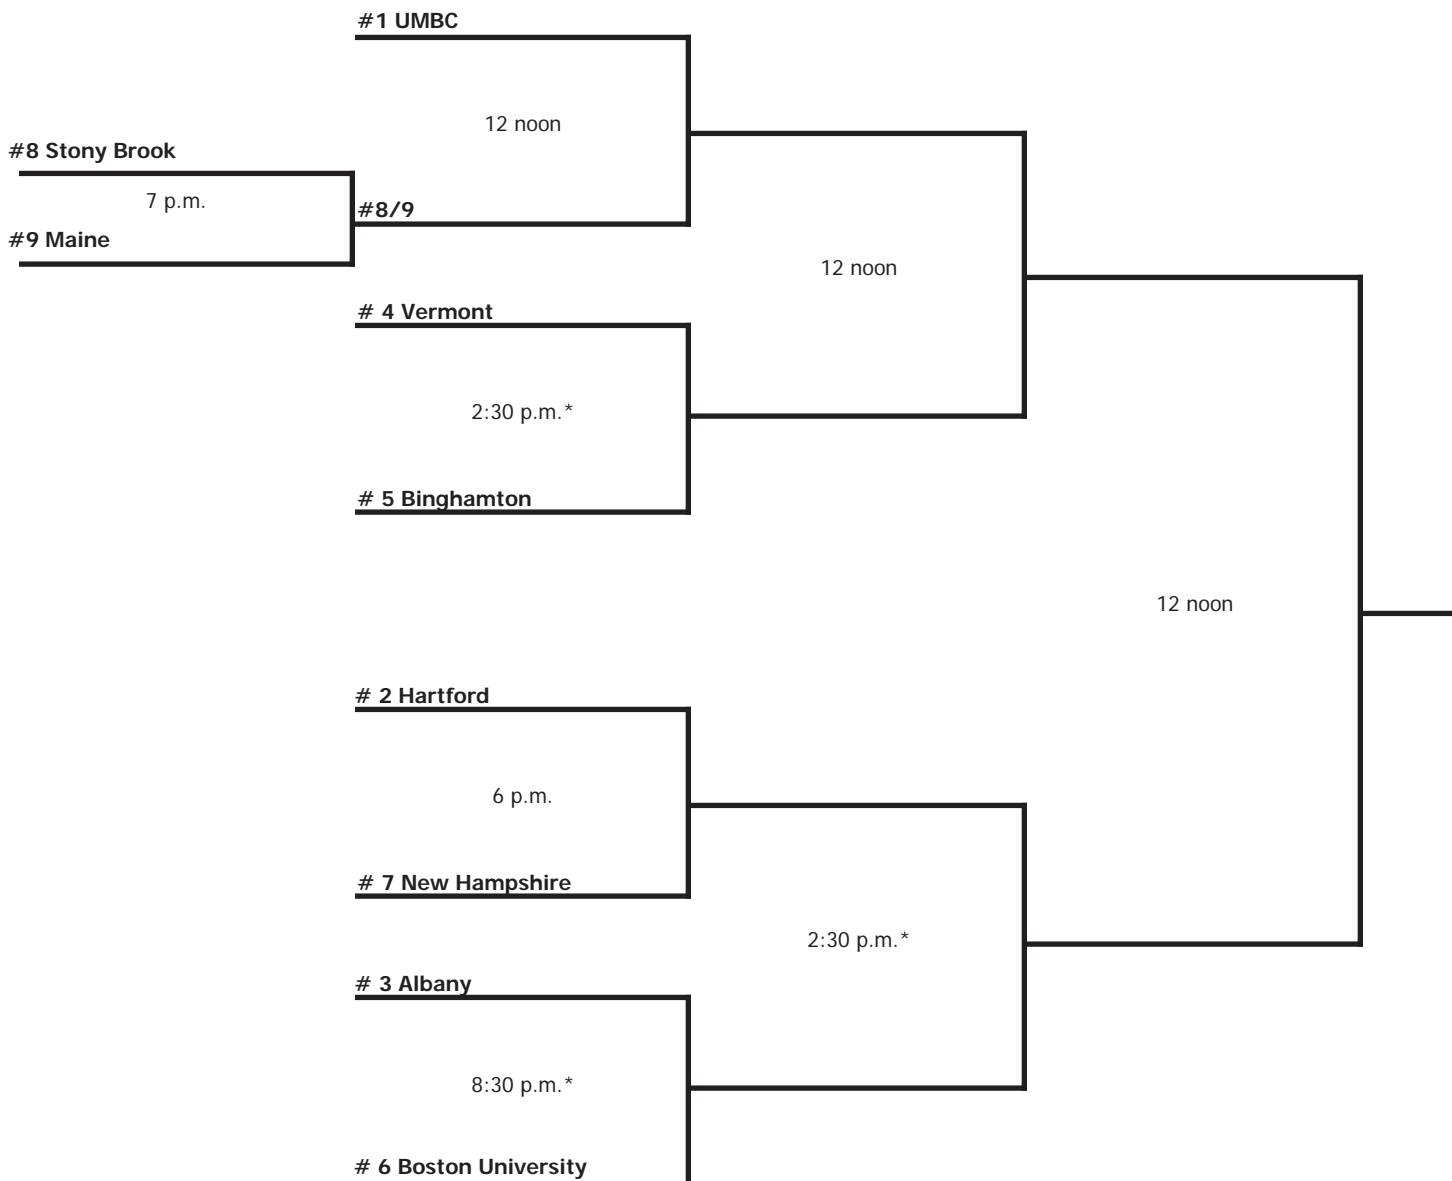 #1 UMBC
12 noon
#8 Stony Brook
7 p.m.
#8/9
#9 Maine
12 noon
# 4 Vermont
2:30 p.m.*
# 5 Binghamton
12 noon
# 2 Hartford
6 p.m.
# 7 New Hampshire
2:30 p.m.*
# 3 Albany
8:30 p.m.*
# 6 Boston University